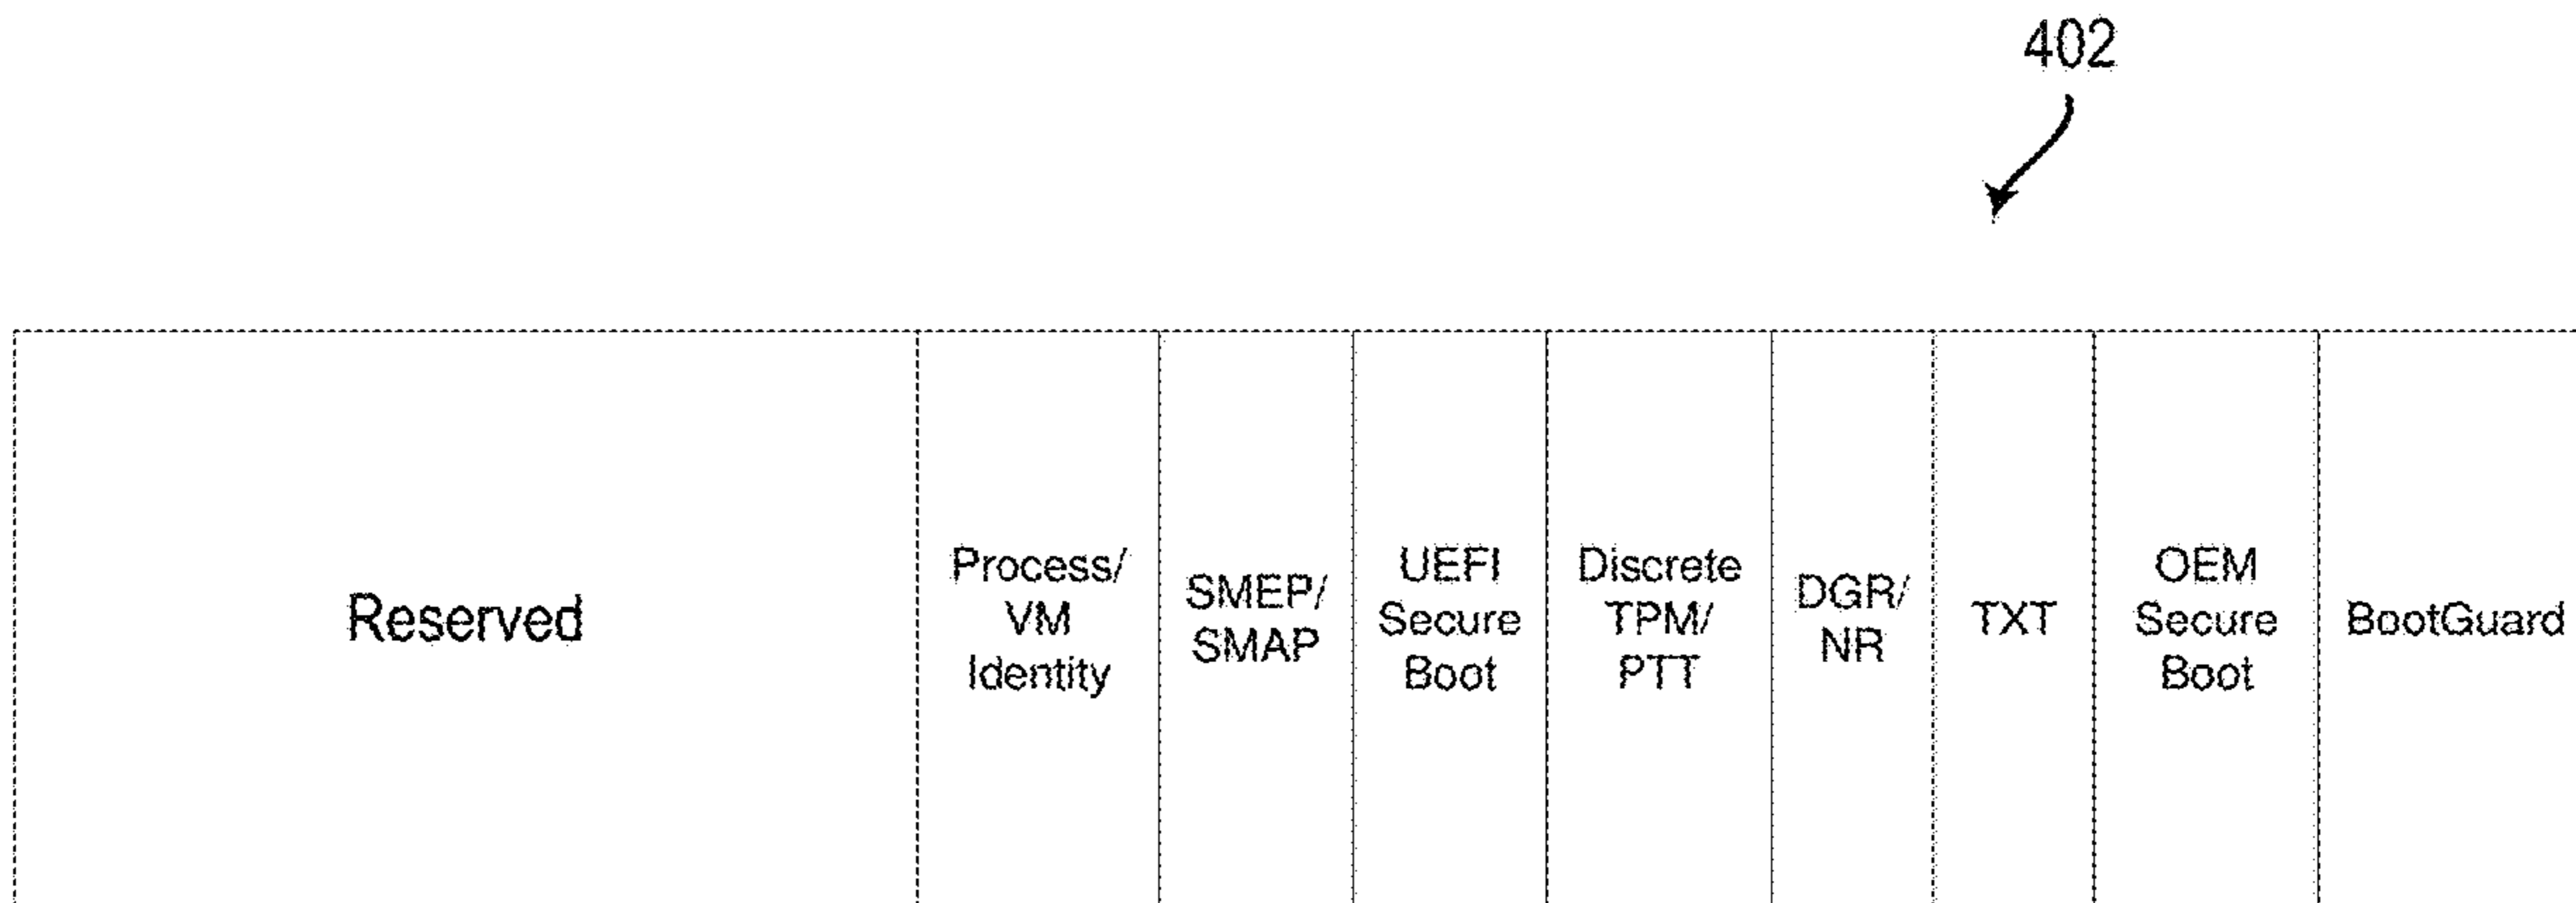 402
Reserved
Process/
VM
Identity
SMEP/
SMAP
UEFI
Secure
Boot
Discrete
TPM/
PTT
DGR/
NR
TXT
OEM
Secure
Boot
BootGuard